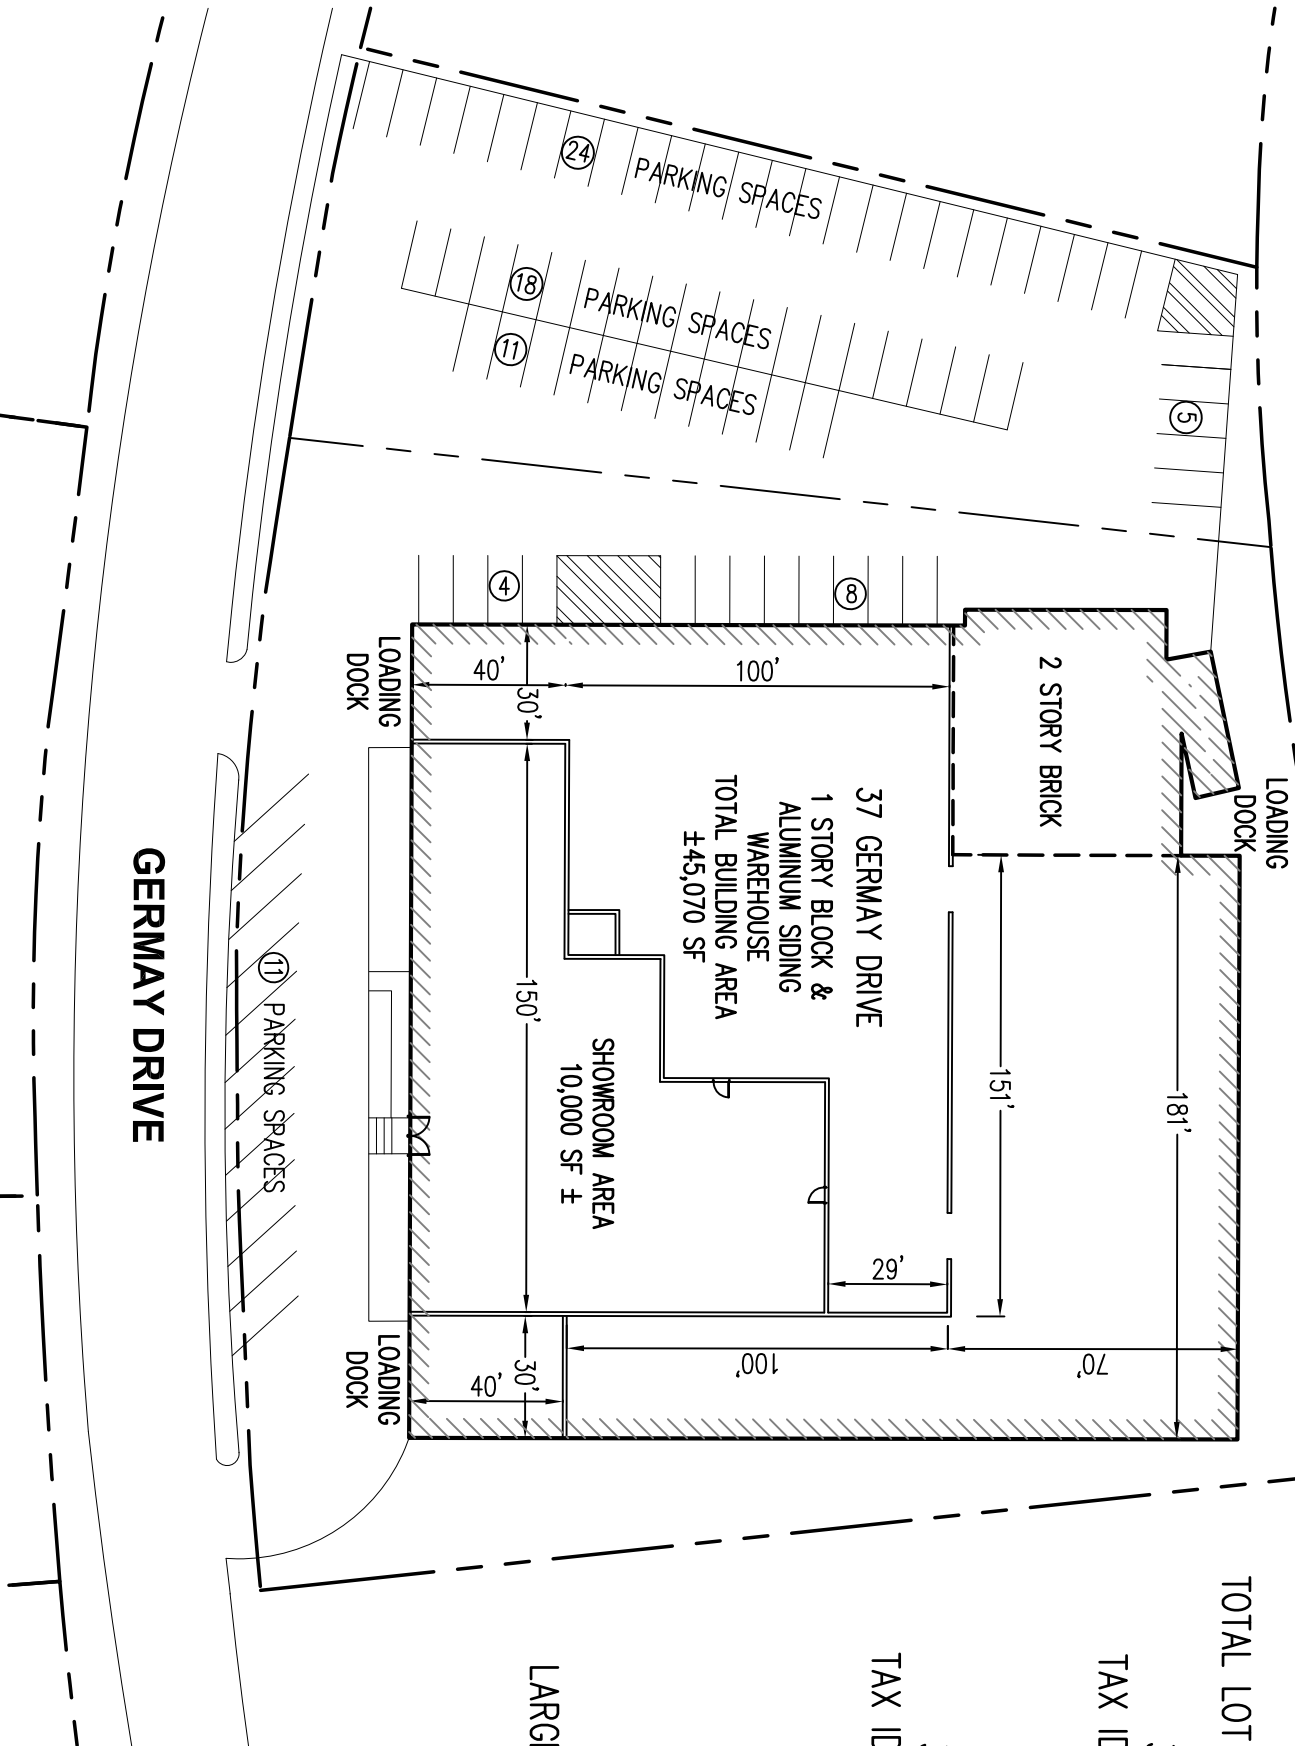 24 PARKING SPACES
18 PARKING SPACES
11 PARKING SPACES
5
4
8
LOADING
DOCK
2 STORY BRICK
LOADING
DOCK
40'
30'
100'
37 GERMAY DRIVE
1 STORY BLOCK &
ALUMINUM SIDING
WAREHOUSE
TOTAL BUILDING AREA
±45,070 SF
151'
181'
150'
SHOWROOM AREA
10,000 SF ±
29'
100'
70'
40'
30'
LOADING
DOCK
11 PARKING SPACES
GERMAY DRIVE
TOTAL LOT
TAX ID
TAX ID
LARG